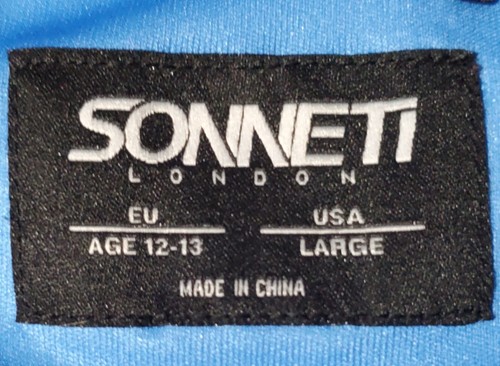 SONNETI
LONDON
EU USA
AGE 12-13 LARGE
MADE IN CHINA